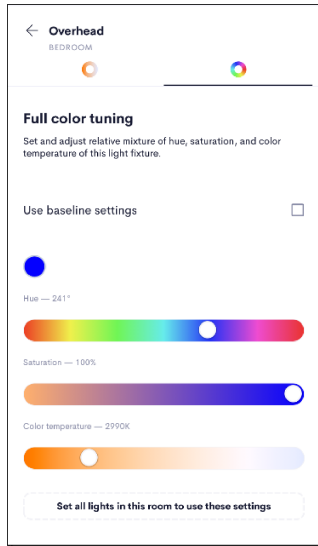 Overhead
BEDROOM
Full color tuning
Set and adjust relative mixture of hue, saturation, and color
temperature of this light fixture.
Use baseline settings
Hue — 241°
Saturation — 100%
Color temperature — 2990K
Set all lights in this room to use these settings